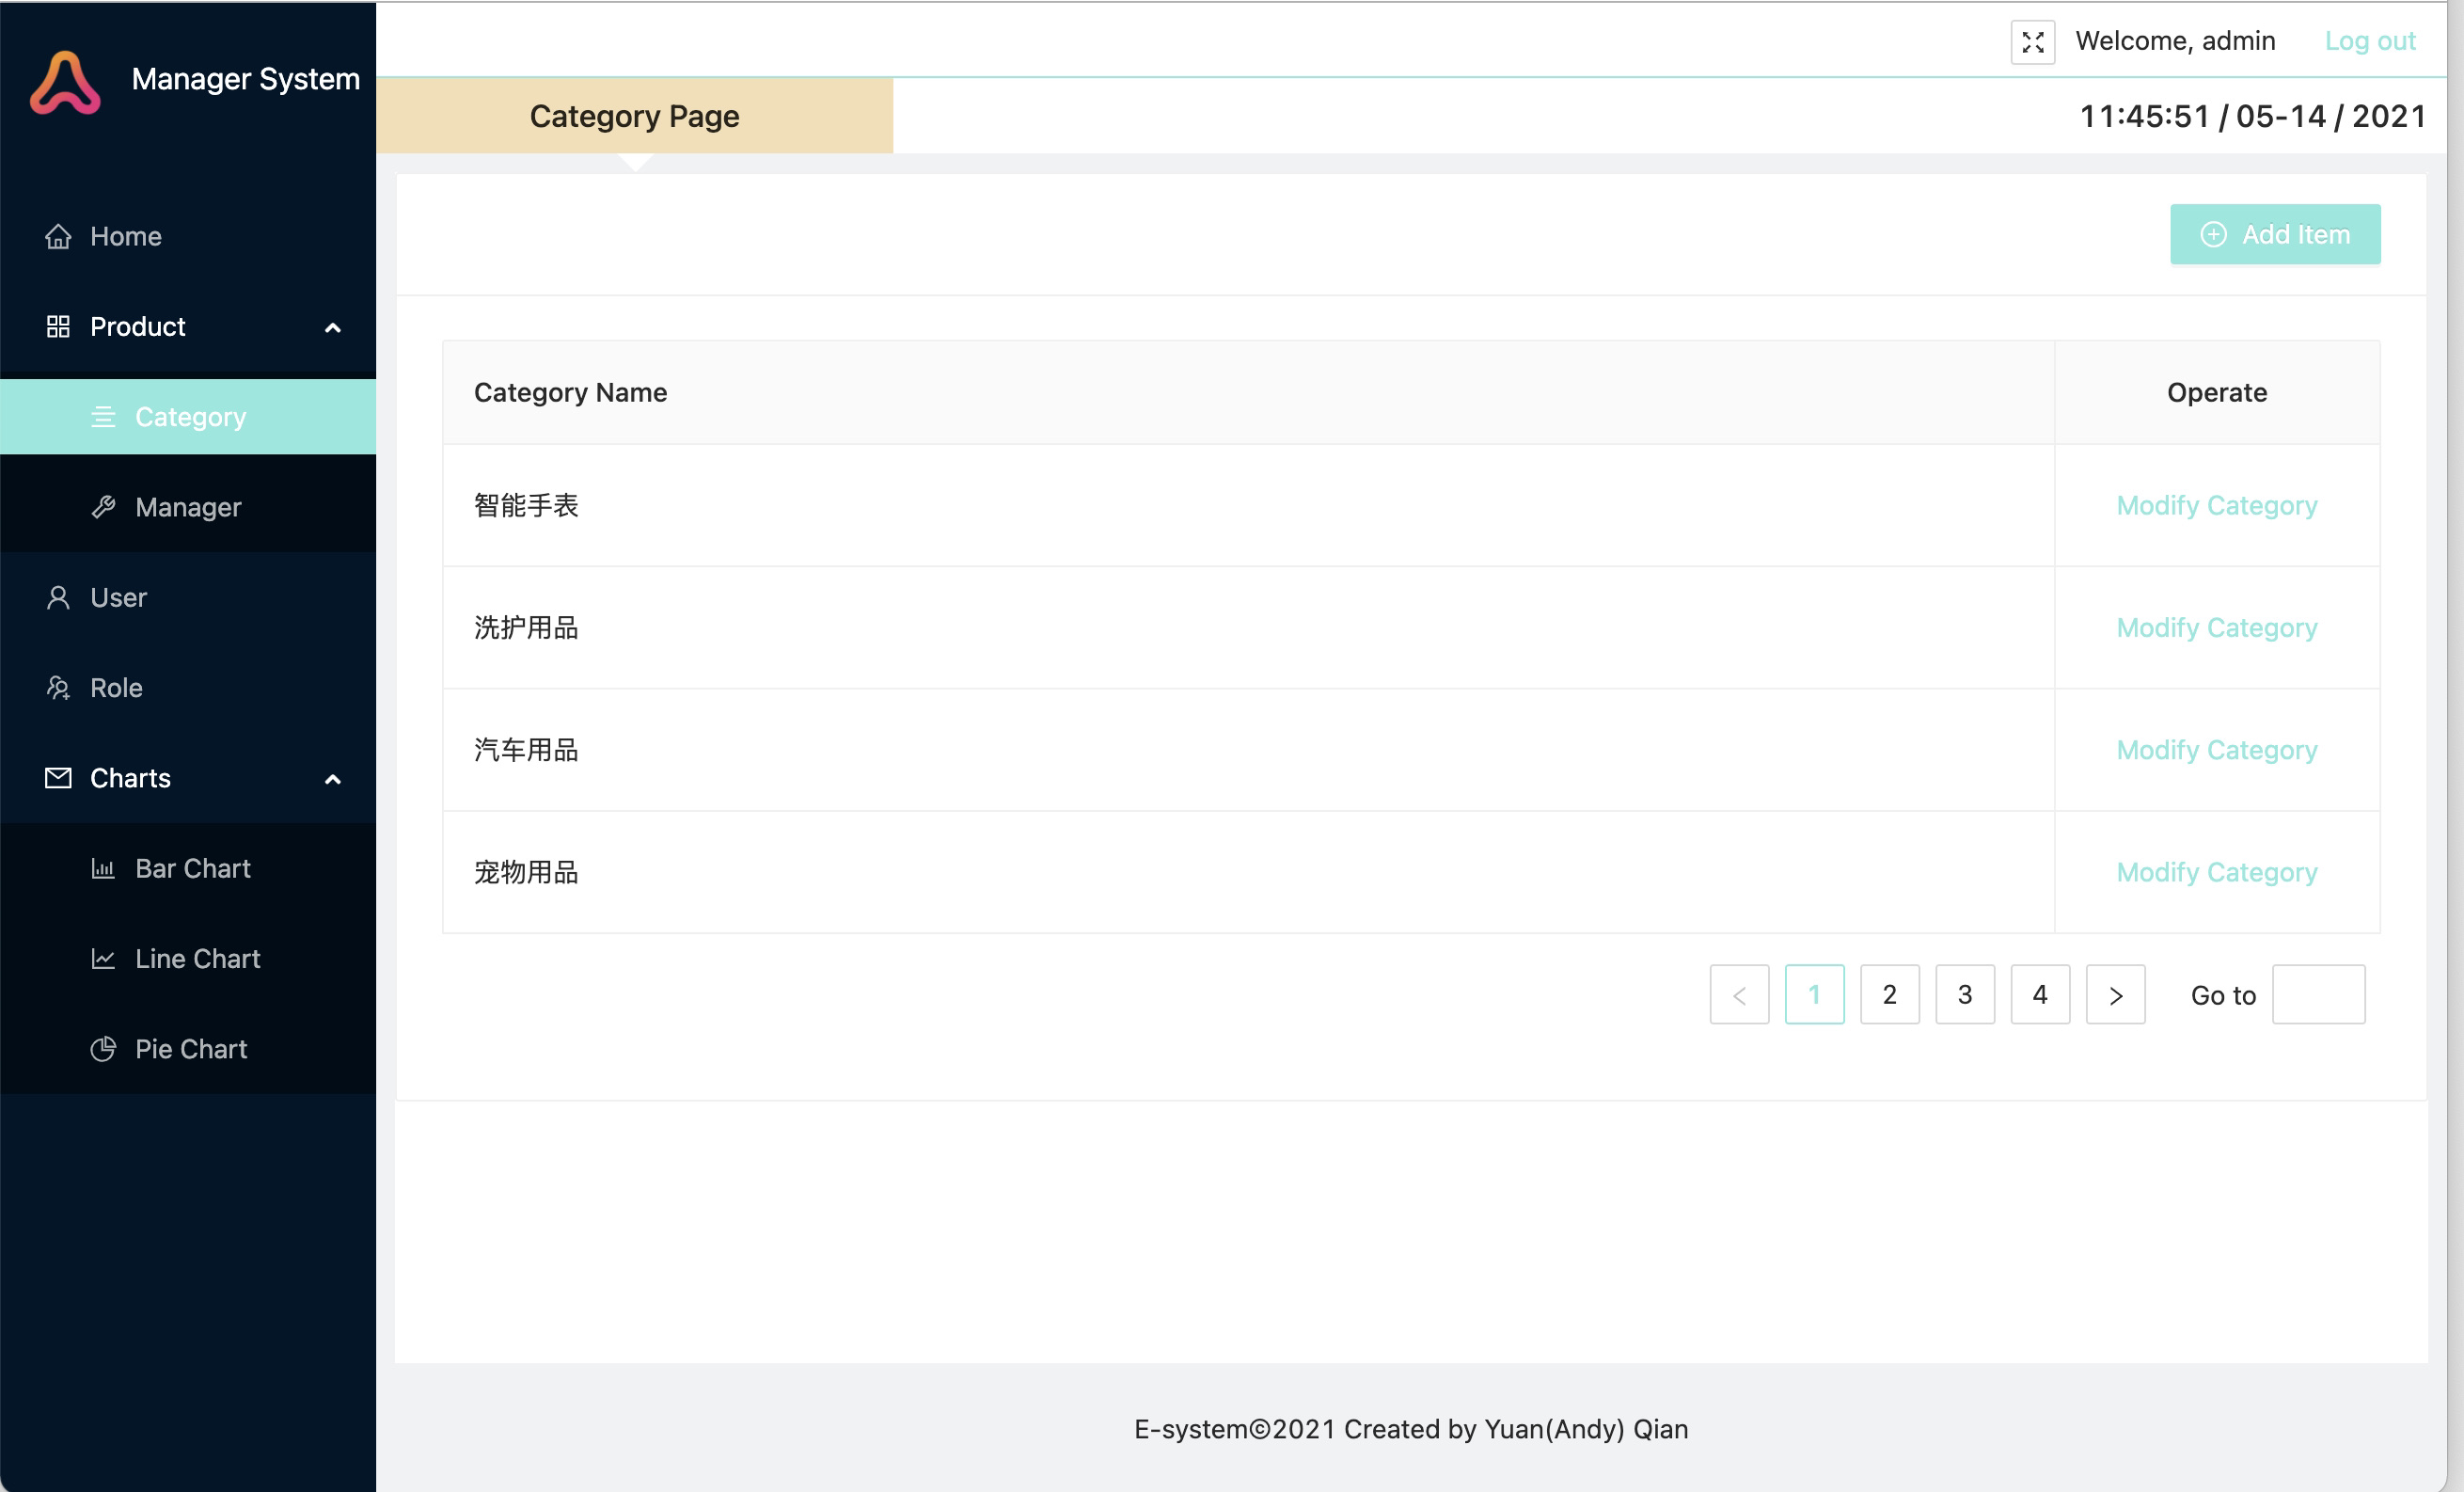 Manager System
Home
Product
Category
Manager
User
Role
Charts
Bar Chart
Line Chart
Pie Chart
Welcome, admin Log out
Category Page 11:45:51 / 05-14 / 2021
Add Item
Category Name Operate
智能手表 Modify Category
洗护用品 Modify Category
汽车用品 Modify Category
宠物用品 Modify Category
< 1 2 3 4 > Go to
E-system©2021 Created by Yuan(Andy) Qian